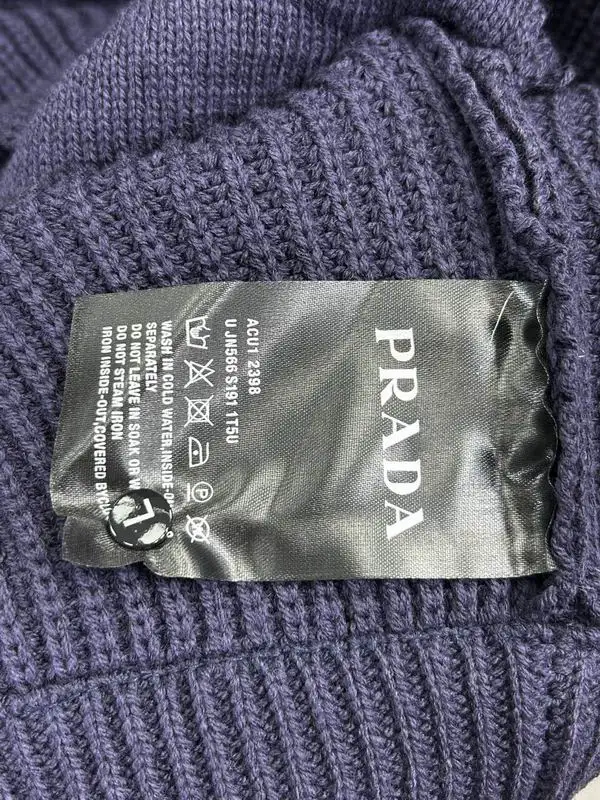 PRADA
ACU1 2398
U JN566 S191 1T5U
P
WASH IN COLD WATER,INSIDE-O
SEPARATELY
DO NOT LEAVE IN SOAK OR W
DO NOT STEAM IRON
IRON INSIDE-OUT,COVERED BY
L